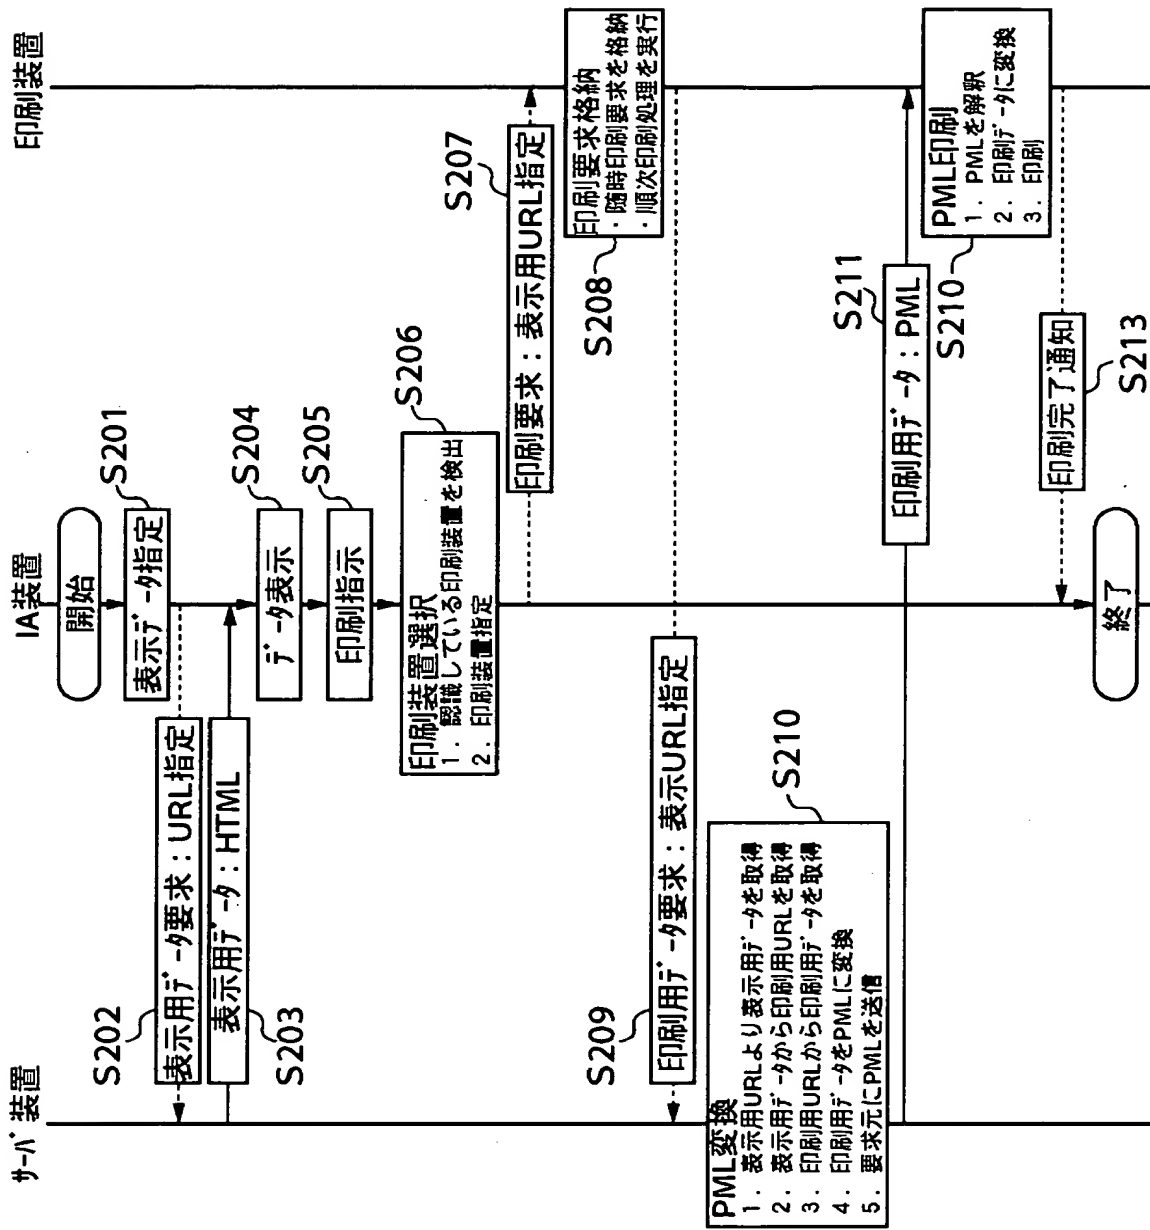 サーバ装置
IA装置
印刷装置
開始
表示データ指定
S201
S202
表示用データ要求：URL指定
表示用データ：HTML
S203
データ表示
S204
印刷指示
S205
印刷装置選択
1．認識している印刷装置を検出
2．印刷装置指定
S206
印刷要求：表示用URL指定
S207
印刷要求格納
・随時印刷要求を格納
・順次印刷処理を実行
S208
S209
印刷用データ要求：表示URL指定
PML変換
1．表示用URLより表示用データを取得
2．表示用データから印刷用URLを取得
3．印刷用URLから印刷用データを取得
4．印刷用データをPMLに変換
5．要求元にPMLを送信
S210
印刷用データ：PML
S211
PML印刷
1．PMLを解釈
2．印刷データに変換
3．印刷
S210
印刷完了通知
S213
終了